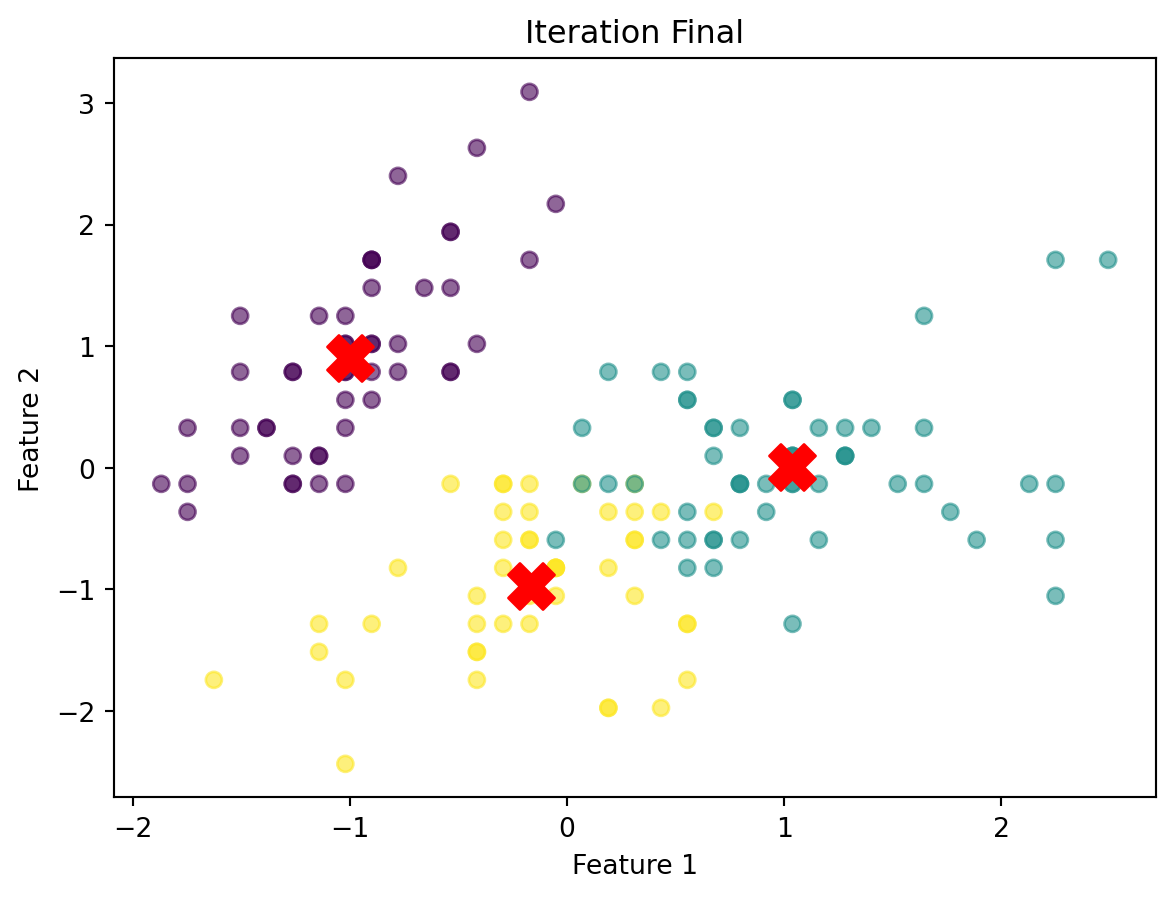 Iteration Final
3
2
1
0
−1
−2
Feature 2
−2 −1 0 1 2
Feature 1